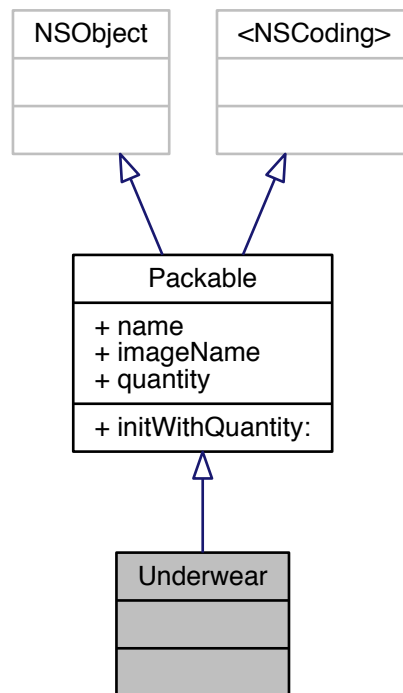 NSObject
<NSCoding>
Packable
+ name
+ imageName
+ quantity
+ initWithQuantity:
Underwear